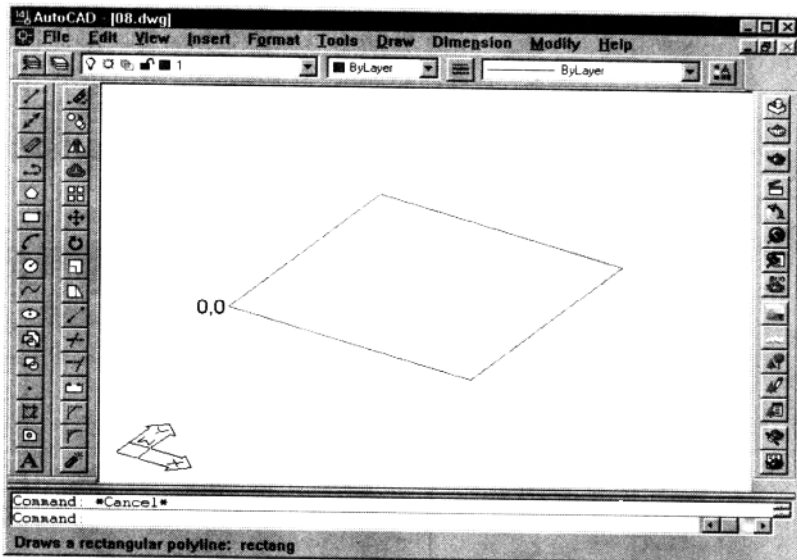 AutoCAD - [08.dwg]
File Edit View Insert Format Tools Draw Dimension Modify Help
1 ByLayer ByLayer
0,0
W Y
X
A
Command: *Cancel*
Command:
Draws a rectangular polyline: rectang